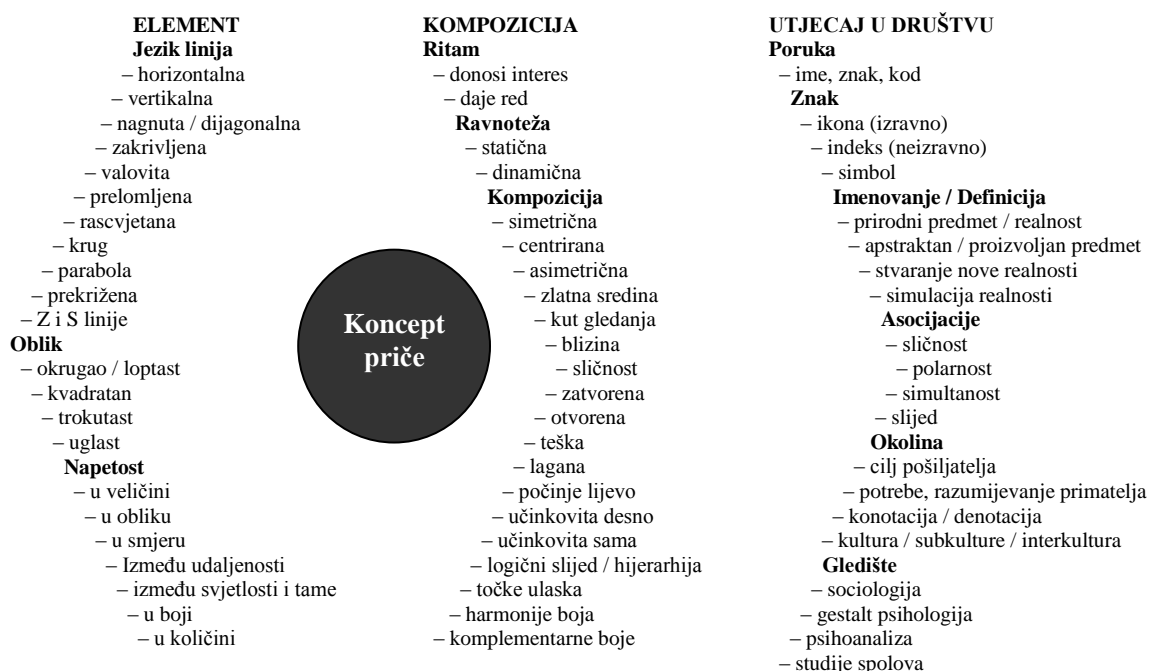 ELEMENT
Jezik linija
– horizontalna
– vertikalna
– nagnuta / dijagonalna
– zakrivljena
– valovita
– prelomljena
– rascvjetana
– krug
– parabola
– prekrižena
– Z i S linije
Oblik
– okrugao / loptast
– kvadratan
– trokutast
– uglast
Napetost
– u veličini
– u obliku
– u smjeru
– Između udaljenosti
– između svjetlosti i tame
– u boji
– u količini
Koncept
priče
KOMPOZICIJA
Ritam
– donosi interes
– daje red
Ravnoteža
– statična
– dinamična
Kompozicija
– simetrična
– centrirana
– asimetrična
– zlatna sredina
– kut gledanja
– blizina
– sličnost
– zatvorena
– otvorena
– teška
– lagana
– počinje lijevo
– učinkovita desno
– učinkovita sama
– logični slijed / hijerarhija
– točke ulaska
– harmonije boja
– komplementarne boje
UTJECAJ U DRUŠTVU
Poruka
– ime, znak, kod
Znak
– ikona (izravno)
– indeks (neizravno)
– simbol
Imenovanje / Definicija
– prirodni predmet / realnost
– apstraktan / proizvoljan predmet
– stvaranje nove realnosti
– simulacija realnosti
Asocijacije
– sličnost
– polarnost
– simultanost
– slijed
Okolina
– cilj pošiljatelja
– potrebe, razumijevanje primatelja
– konotacija / denotacija
– kultura / subkulture / interkultura
Gledište
– sociologija
– gestalt psihologija
– psihoanaliza
– studije spolova